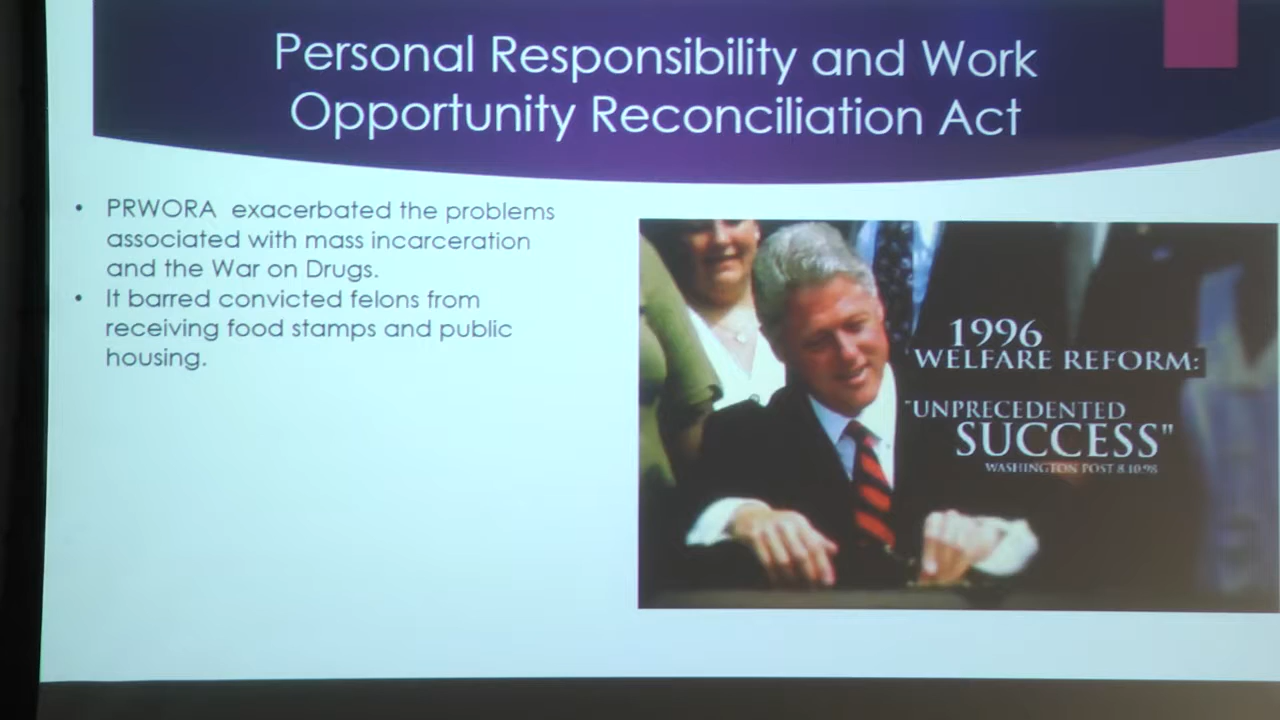 Personal Responsibility and Work
Opportunity Reconciliation Act
• PRWORA exacerbated the problems
associated with mass incarceration
and the War on Drugs.
• It barred convicted felons from
receiving food stamps and public
housing.
1996
WELFARE REFORM:
"UNPRECEDENTED
SUCCESS"
WASHINGTON POST 8.10.98